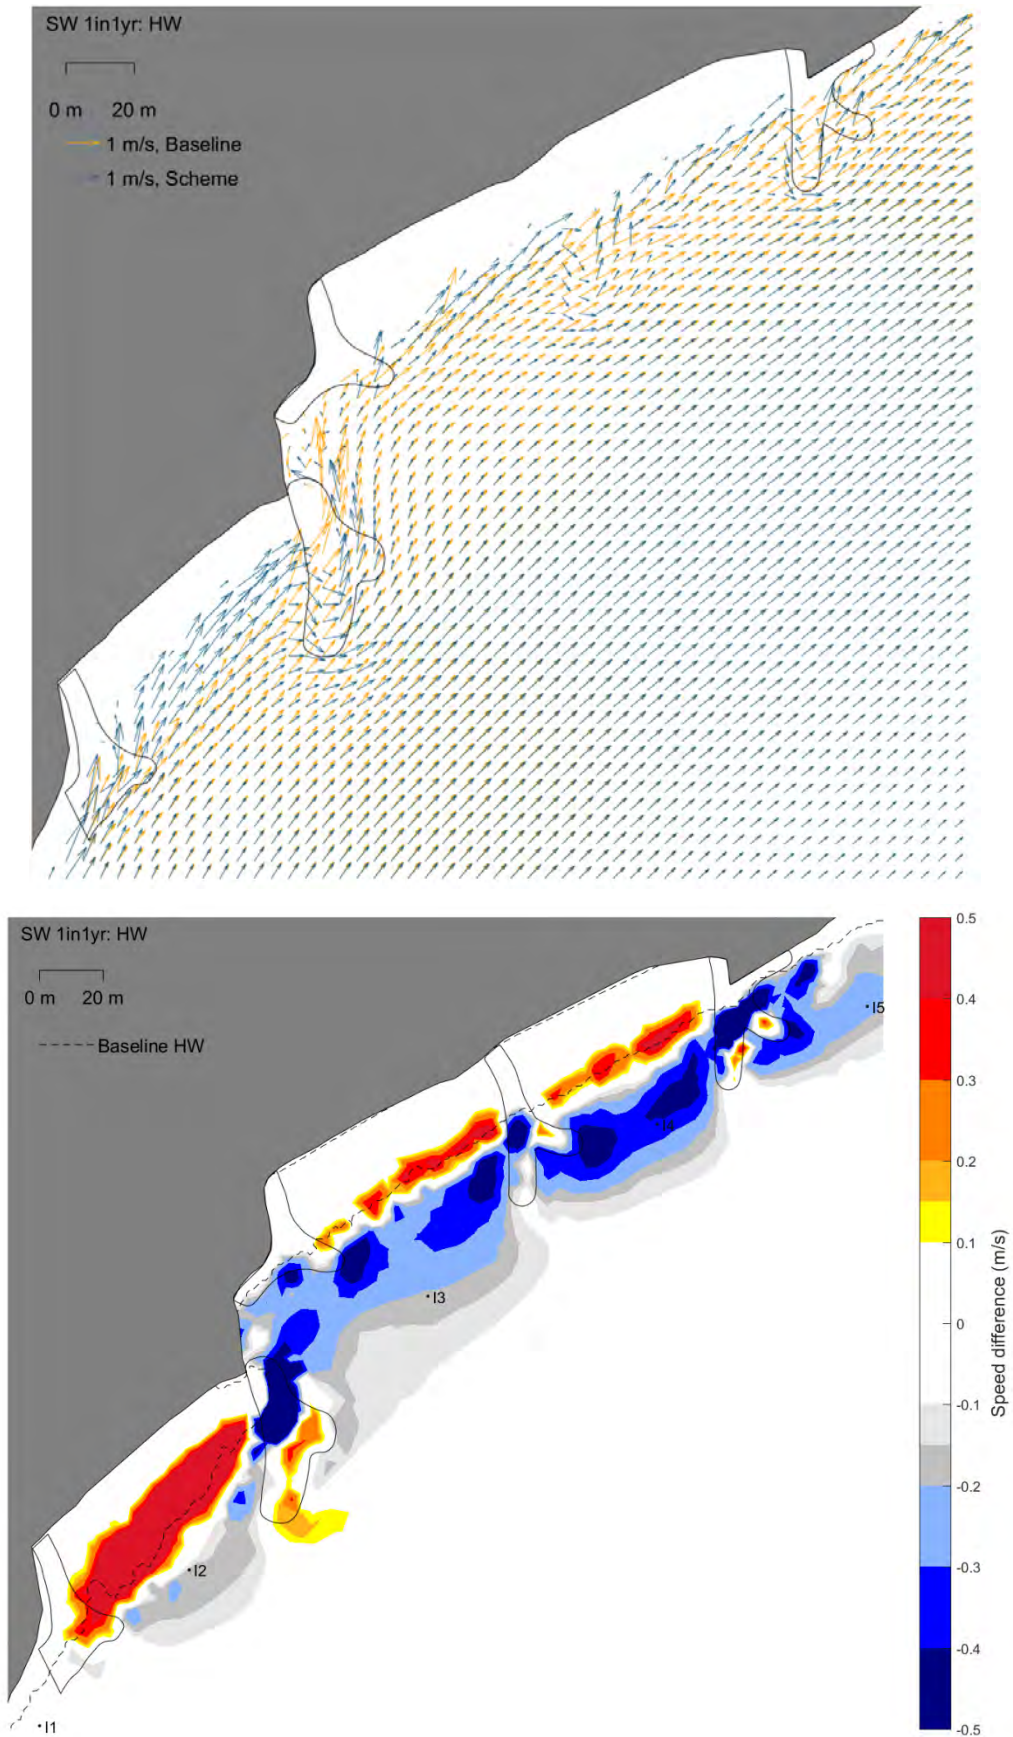 SW 1in1yr: HW
0 m 20 m
1 m/s, Baseline
1 m/s, Scheme
SW 1in1yr: HW
0 m 20 m
Baseline HW
I5
I4
I3
I2
I1
0.5
0.4
0.3
0.2
0.1
0
-0.1
-0.2
-0.3
-0.4
-0.5
Speed difference (m/s)